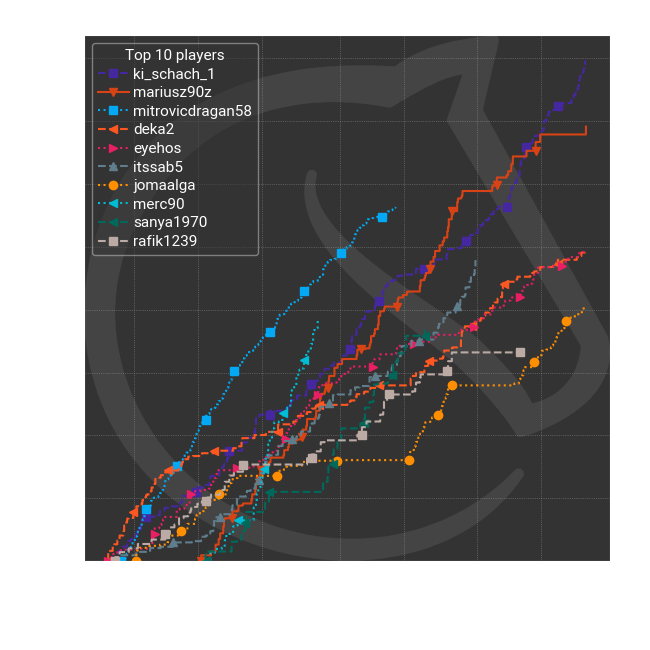 Top 10 players
ki_schach_1
mariusz90z
mitrovicdragan58
deka2
eyehos
itssab5
jomaalga
merc90
sanya1970
rafik1239